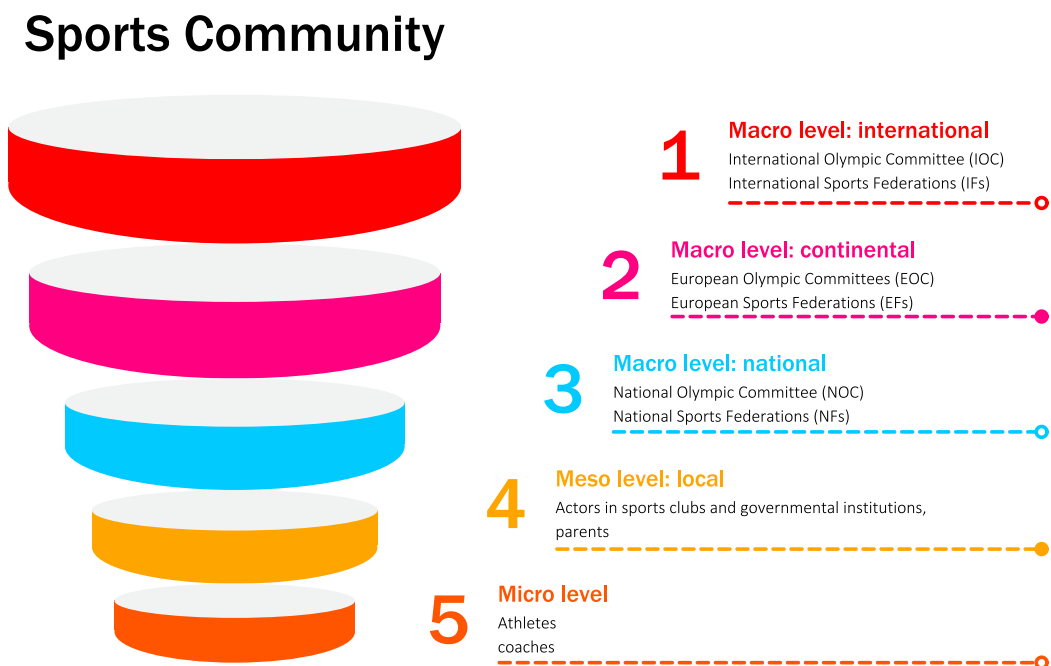 Sports Community
1
Macro level: international
International Olympic Committee (IOC)
International Sports Federations (IFs)
2
Macro level: continental
European Olympic Committees (EOC)
European Sports Federations (EFs)
3
Macro level: national
National Olympic Committee (NOC)
National Sports Federations (NFs)
4
Meso level: local
Actors in sports clubs and governmental institutions,
parents
5
Micro level
Athletes
coaches